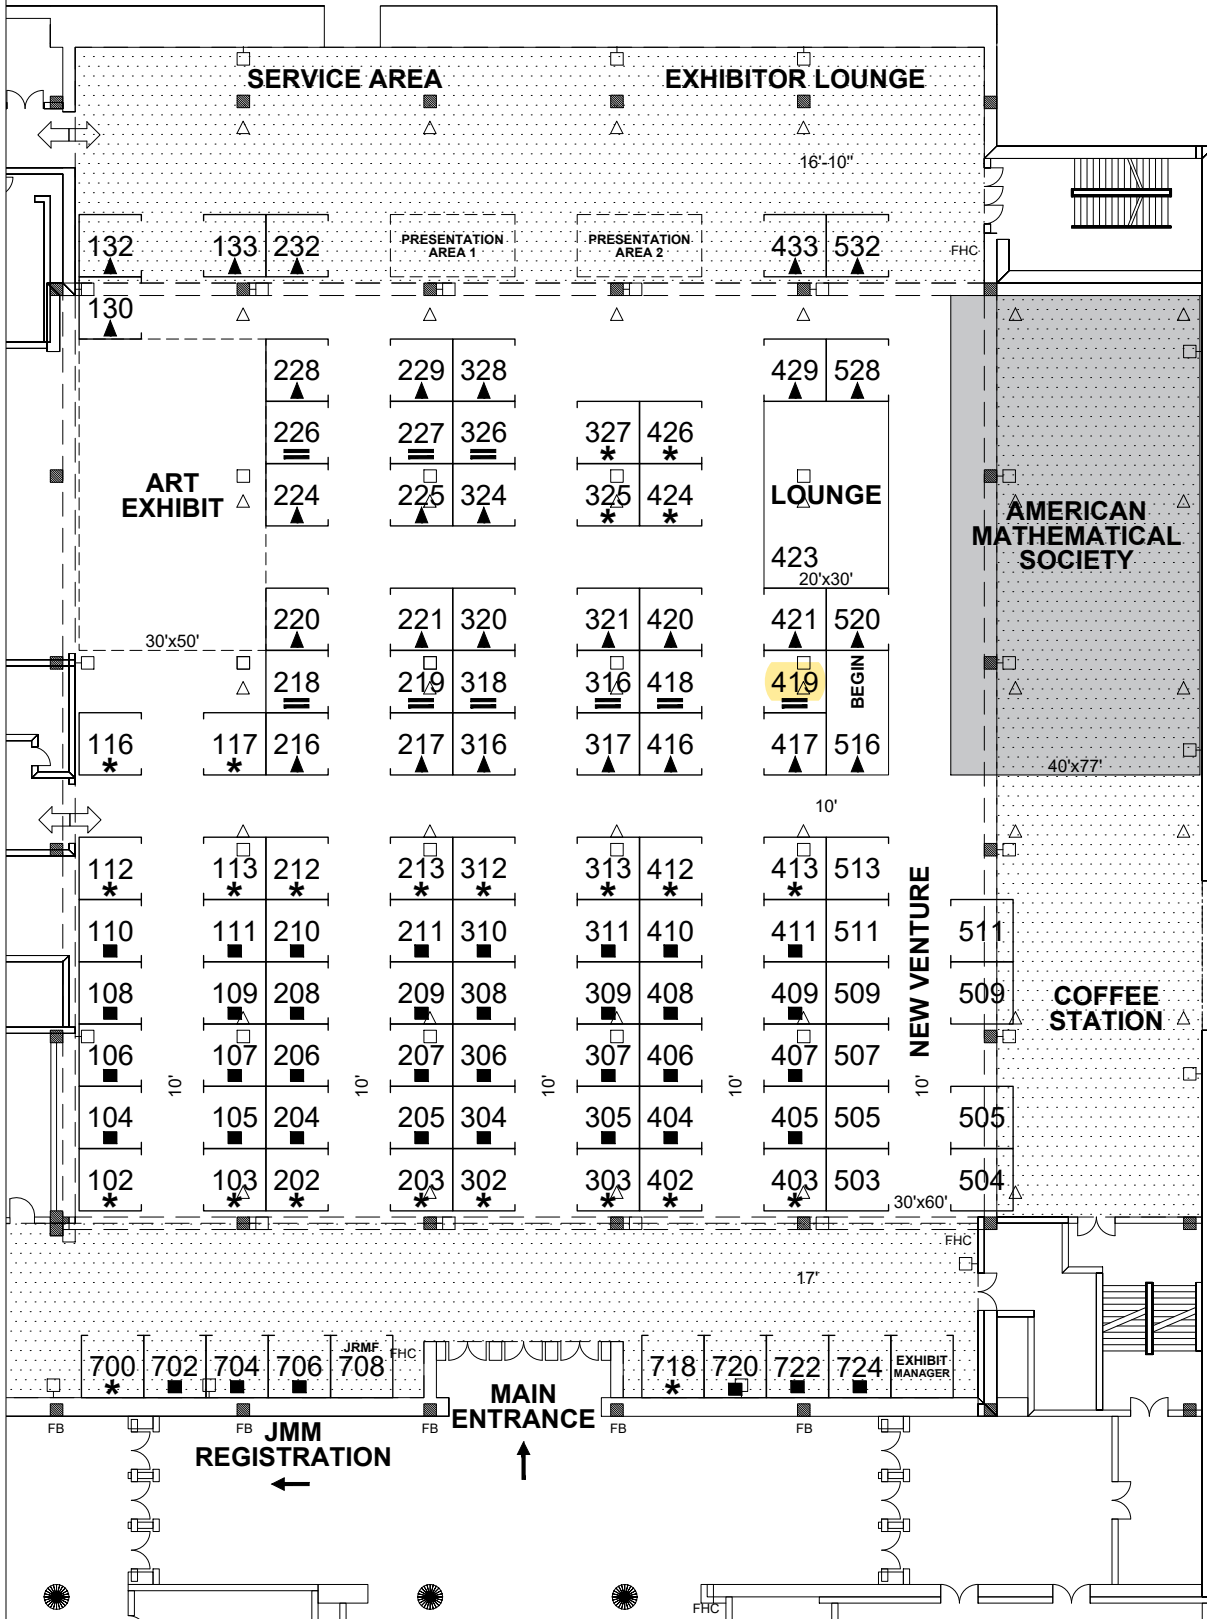 SERVICE AREA EXHIBITOR LOUNGE
16'-10"
132 133 232 PRESENTATION AREA 1 PRESENTATION AREA 2 433 532 FHC
130
228 229 328 429 528
226 227 326 327 426
ART EXHIBIT
224 225 324 325 424 LOUNGE
AMERICAN
MATHEMATICAL
SOCIETY
423
20'x30'
220 221 320 321 420 421 520
30'x50'
218 219 318 316 418 419 BEGIN
116 117 216 217 316 317 416 417 516
40'x77'
10'
112 113 212 213 312 313 412 413 513
NEW VENTURE
110 111 210 211 310 311 410 411 511 511
108 109 208 209 308 309 408 409 509 509
COFFEE
STATION
106 107 206 207 306 307 406 407 507
10' 10' 10' 10' 10'
104 105 204 205 304 305 404 405 505 505
102 103 202 203 302 303 402 403 503 504
30'x60'
FHC
17'
700 702 704 706 JRMF 708 FHC 718 720 722 724 EXHIBIT MANAGER
MAIN
ENTRANCE
FB FB FB FB FB
JMM
REGISTRATION
FHC